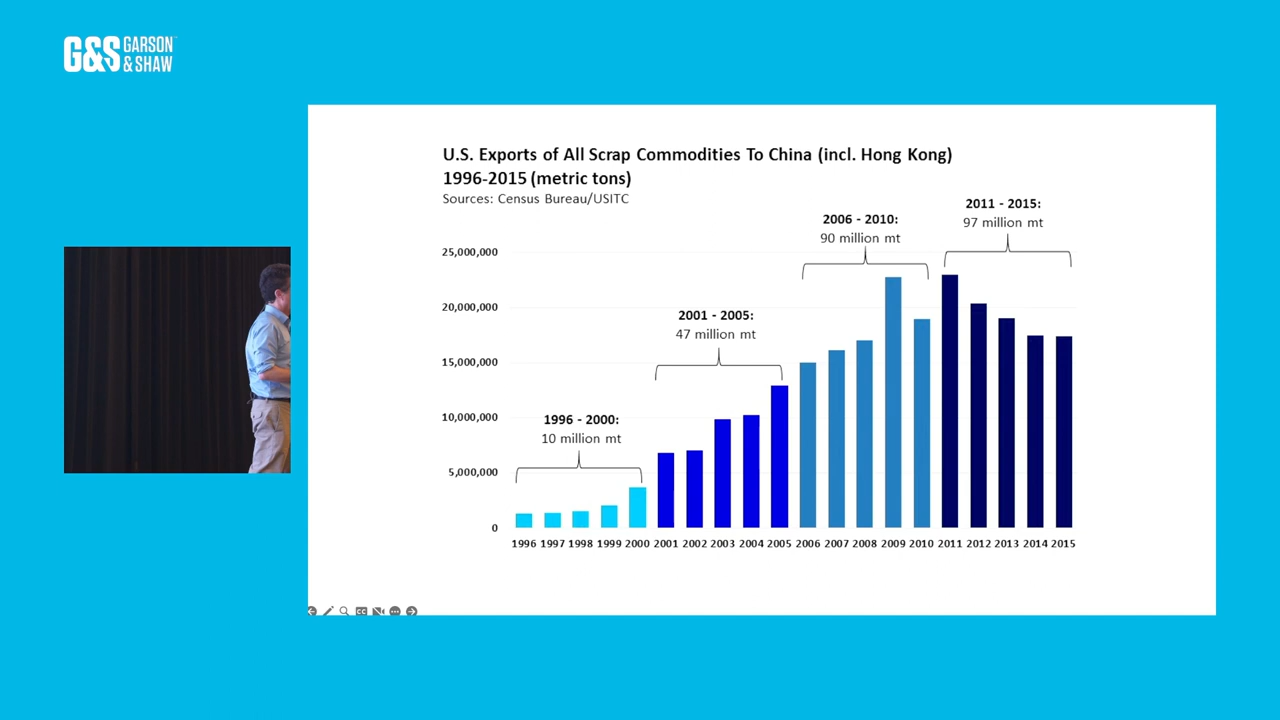 G&S GARSON
& SHAW
U.S. Exports of All Scrap Commodities To China (incl. Hong Kong)
1996-2015 (metric tons)
Sources: Census Bureau/USITC
2011 - 2015:
97 million mt
2006 - 2010:
90 million mt
2001 - 2005:
47 million mt
1996 - 2000:
10 million mt
25,000,000
20,000,000
15,000,000
10,000,000
5,000,000
0
1996 1997 1998 1999 2000 2001 2002 2003 2004 2005 2006 2007 2008 2009 2010 2011 2012 2013 2014 2015
CC